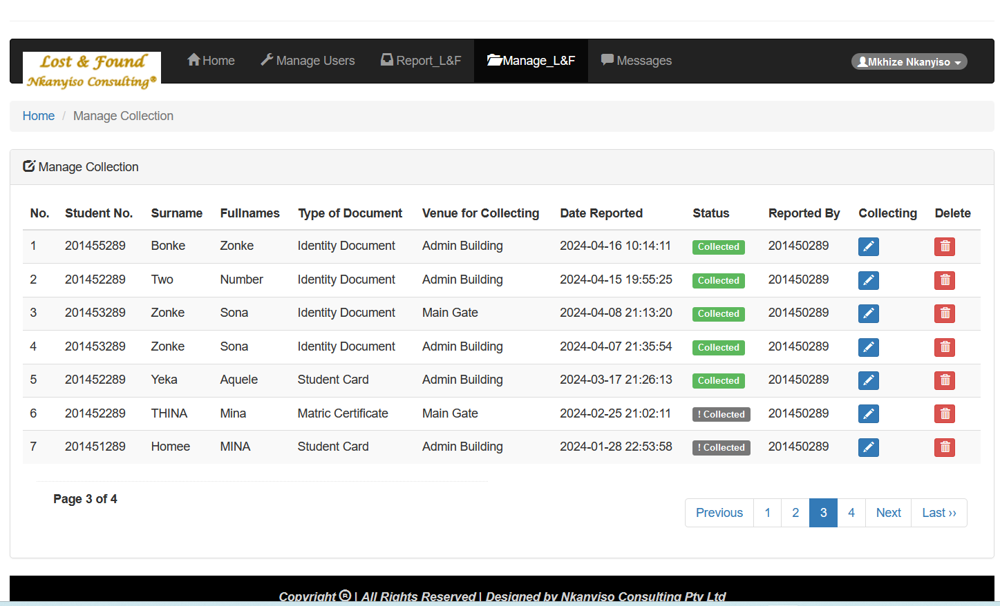 Lost & Found
Nkanyiso Consulting®
Home Manage Users Report_L&F Manage_L&F Messages Mkhize Nkanyiso
Home / Manage Collection
Manage Collection
No. Student No. Surname Fullnames Type of Document Venue for Collecting Date Reported Status Reported By Collecting Delete
1 201455289 Bonke Zonke Identity Document Admin Building 2024-04-16 10:14:11 Collected 201450289
2 201452289 Two Number Identity Document Admin Building 2024-04-15 19:55:25 Collected 201450289
3 201453289 Zonke Sona Identity Document Main Gate 2024-04-08 21:13:20 Collected 201450289
4 201453289 Zonke Sona Identity Document Admin Building 2024-04-07 21:35:54 Collected 201450289
5 201452289 Yeka Aquele Student Card Admin Building 2024-03-17 21:26:13 Collected 201450289
6 201452289 THINA Mina Matric Certificate Main Gate 2024-02-25 21:02:11 ! Collected 201450289
7 201451289 Homee MINA Student Card Admin Building 2024-01-28 22:53:58 ! Collected 201450289
Page 3 of 4
Previous 1 2 3 4 Next Last ››
Copyright ® | All Rights Reserved | Designed by Nkanyiso Consulting Pty Ltd